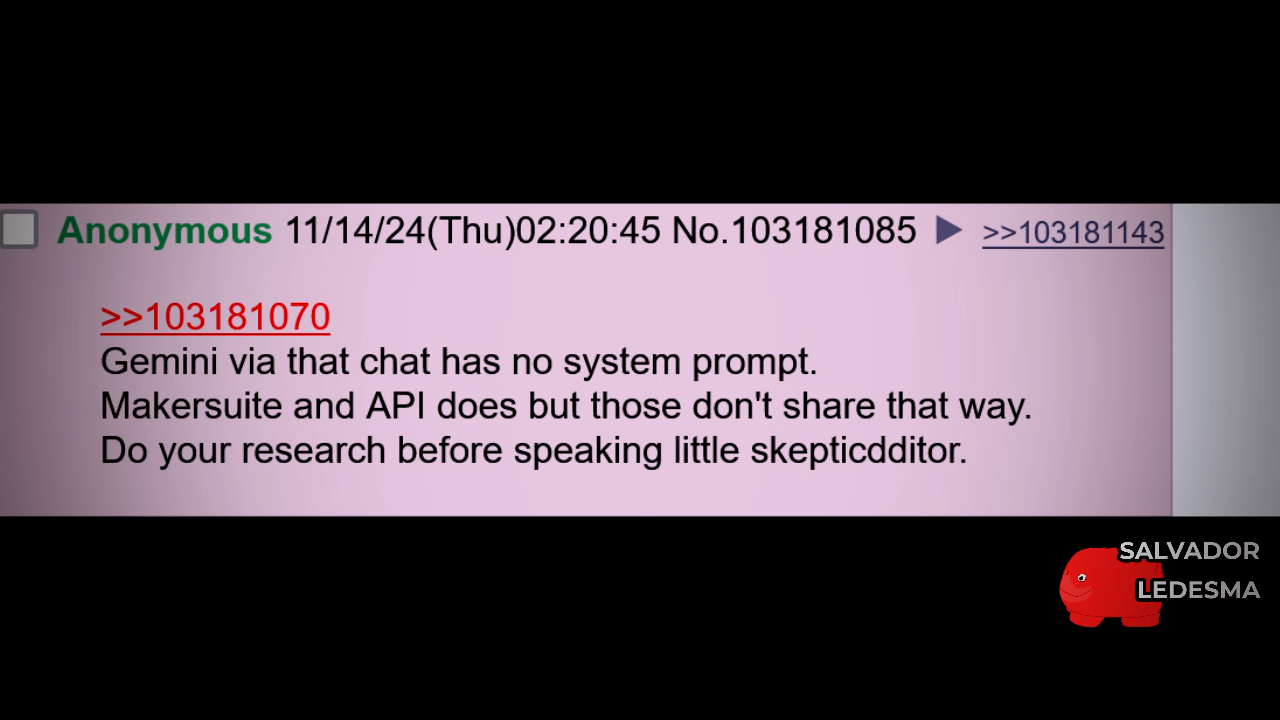 Anonymous 11/14/24(Thu)02:20:45 No.103181085 ▶ >>103181143
>>103181070
Gemini via that chat has no system prompt.
Makersuite and API does but those don't share that way.
Do your research before speaking little skepticdditor.
SALVADOR
LEDESMA